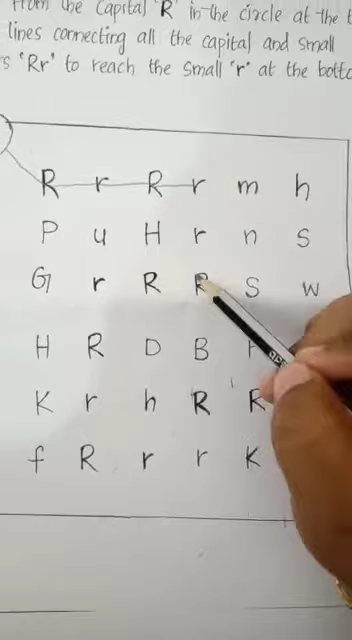 From the Capital 'R' in the circle at the
lines connecting all the capital and small
'Rr' to reach the small 'r' at the
R r R r m h
P u H r n s
G r R R S w
H R D B
K r h R R
f R r r K